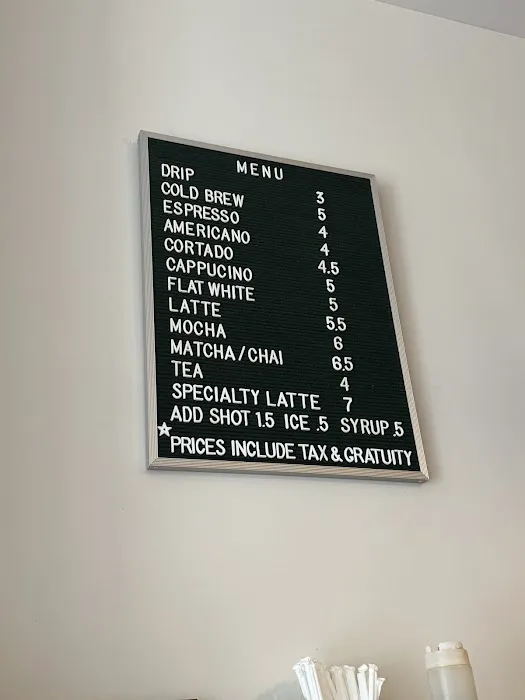 MENU
DRIP 3
COLD BREW 5
ESPRESSO 4
AMERICANO 4
CORTADO 4.5
CAPPUCINO 5
FLAT WHITE 5
LATTE 5.5
MOCHA 6
MATCHA/CHAI 6.5
TEA 4
SPECIALTY LATTE 7
ADD SHOT 1.5 ICE .5 SYRUP .5
☆PRICES INCLUDE TAX & GRATUITY